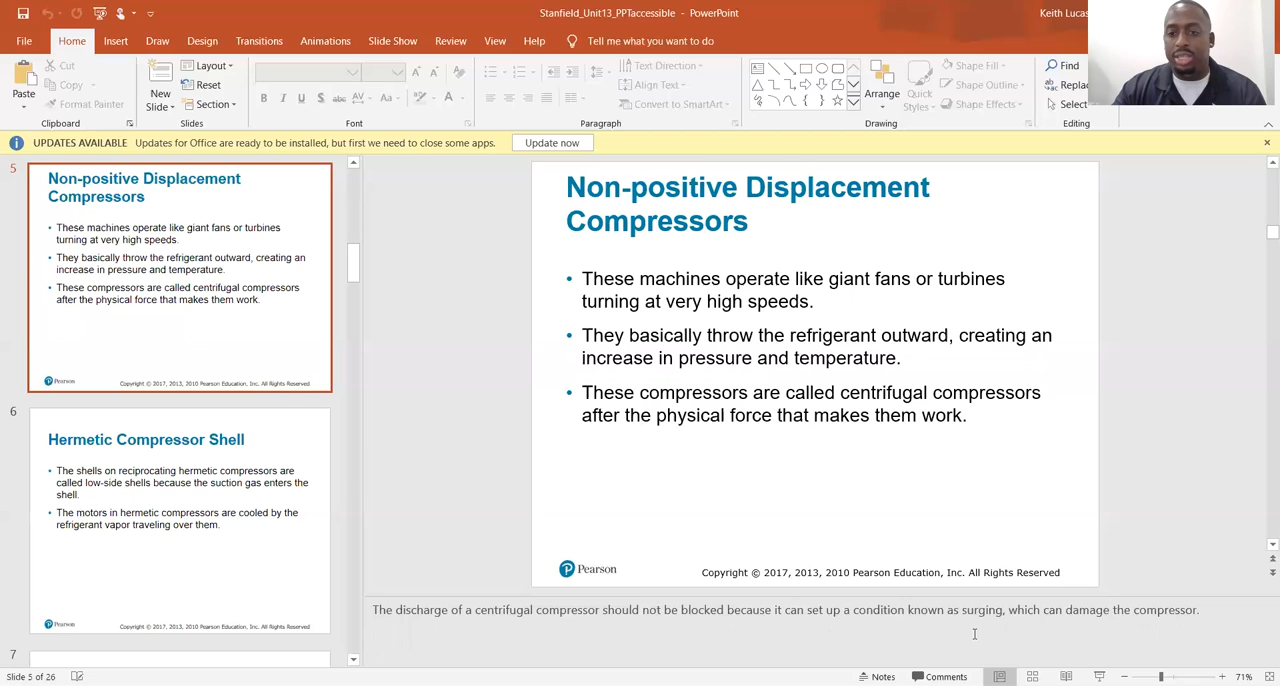 Stanfield_Unit13_PPTaccessible - PowerPoint
Keith Lucas
File Home Insert Draw Design Transitions Animations Slide Show Review View Help Tell me what you want to do
Paste
Cut
Copy
Format Painter
Clipboard
New
Slide
Layout
Reset
Section
Slides
B I U S abc AV Aa A
Font
Text Direction
Align Text
Convert to SmartArt
Paragraph
Arrange
Quick
Styles
Shape Fill
Shape Outline
Shape Effects
Drawing
Find
Replac
Select
Editing
UPDATES AVAILABLE Updates for Office are ready to be installed, but first we need to close some apps. Update now
5
Non-positive Displacement
Compressors
• These machines operate like giant fans or turbines
turning at very high speeds.
• They basically throw the refrigerant outward, creating an
increase in pressure and temperature.
• These compressors are called centrifugal compressors
after the physical force that makes them work.
Pearson
Copyright © 2017, 2013, 2010 Pearson Education, Inc. All Rights Reserved
6
Hermetic Compressor Shell
• The shells on reciprocating hermetic compressors are
called low-side shells because the suction gas enters the
shell.
• The motors in hermetic compressors are cooled by the
refrigerant vapor traveling over them.
Pearson
Copyright © 2017, 2013, 2010 Pearson Education, Inc. All Rights Reserved
7
Non-positive Displacement
Compressors
• These machines operate like giant fans or turbines
turning at very high speeds.
• They basically throw the refrigerant outward, creating an
increase in pressure and temperature.
• These compressors are called centrifugal compressors
after the physical force that makes them work.
Pearson
Copyright © 2017, 2013, 2010 Pearson Education, Inc. All Rights Reserved
The discharge of a centrifugal compressor should not be blocked because it can set up a condition known as surging, which can damage the compressor.
Slide 5 of 26
Notes
Comments
71%